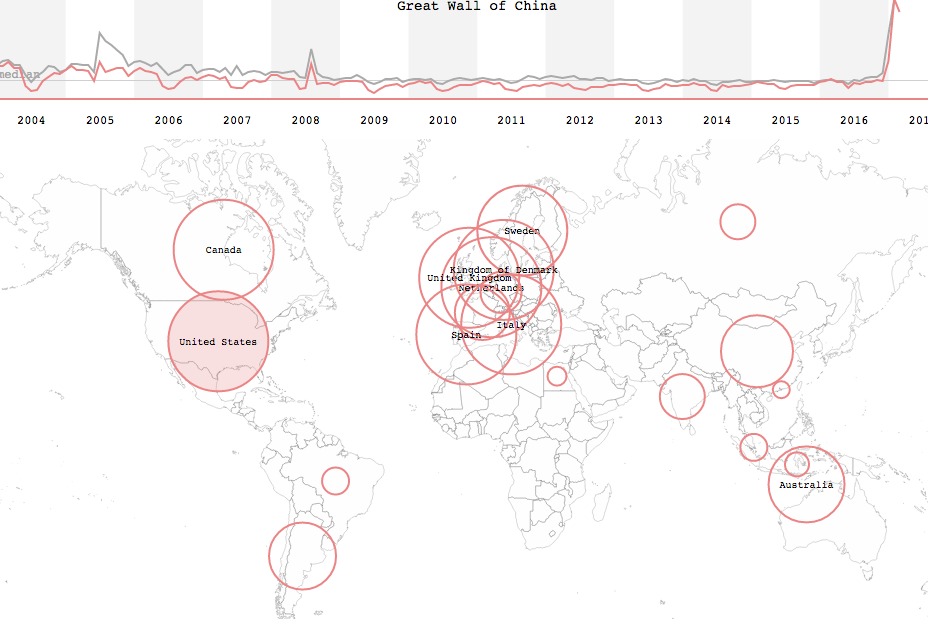 Great Wall of China
median
2004 2005 2006 2007 2008 2009 2010 2011 2012 2013 2014 2015 2016 201
Sweden
Canada
Kingdom of Denmark
United Kingdom
Netherlands
Italy
Spain
United States
Australia